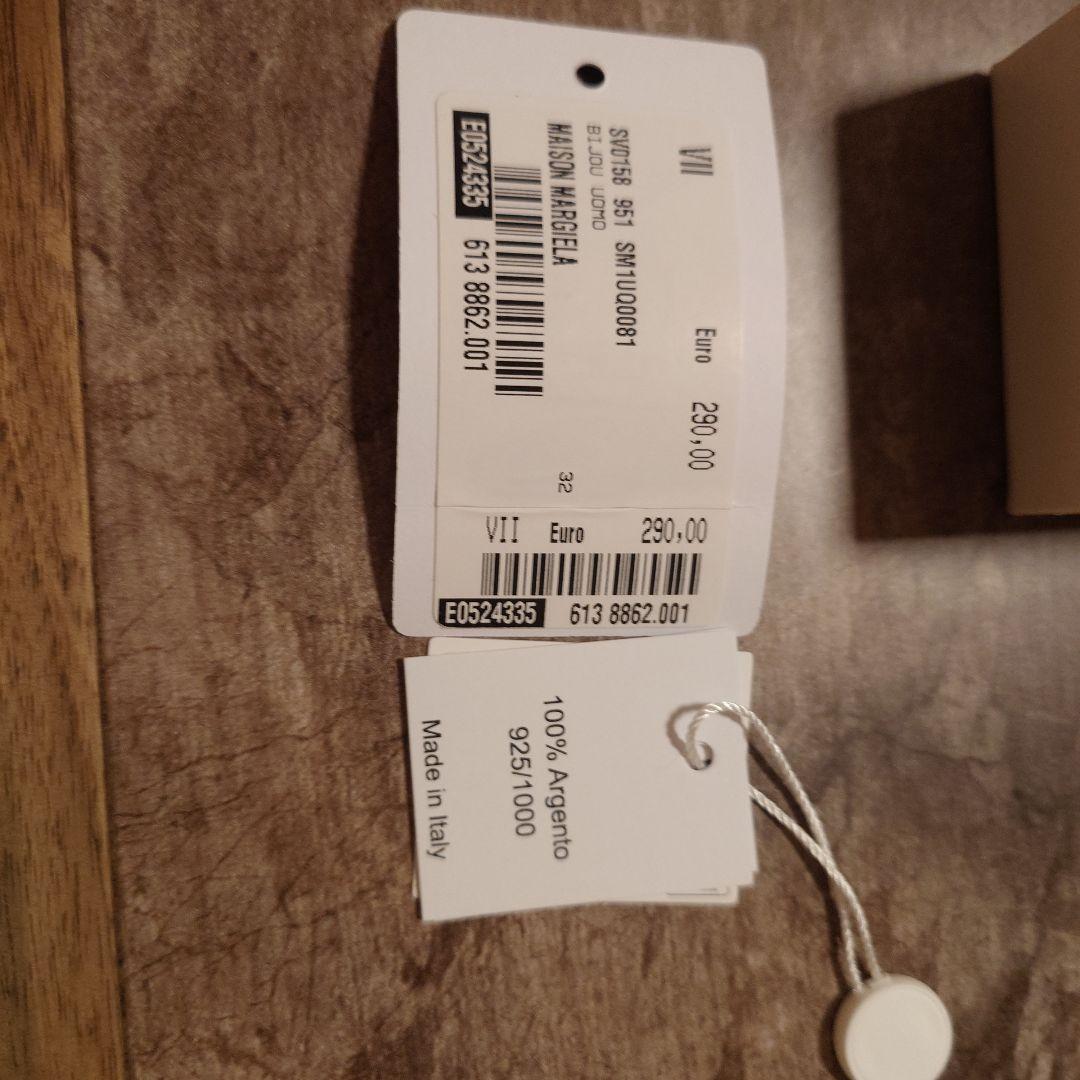 VII Euro 290,00
SV0158 951 SM1UQ0081
BIJOU UOMO
MAISON MARGIELA 32
E0524335 613 8862.001
VII Euro 290,00
E0524335 613 8862.001
100% Argento
925/1000
Made in Italy